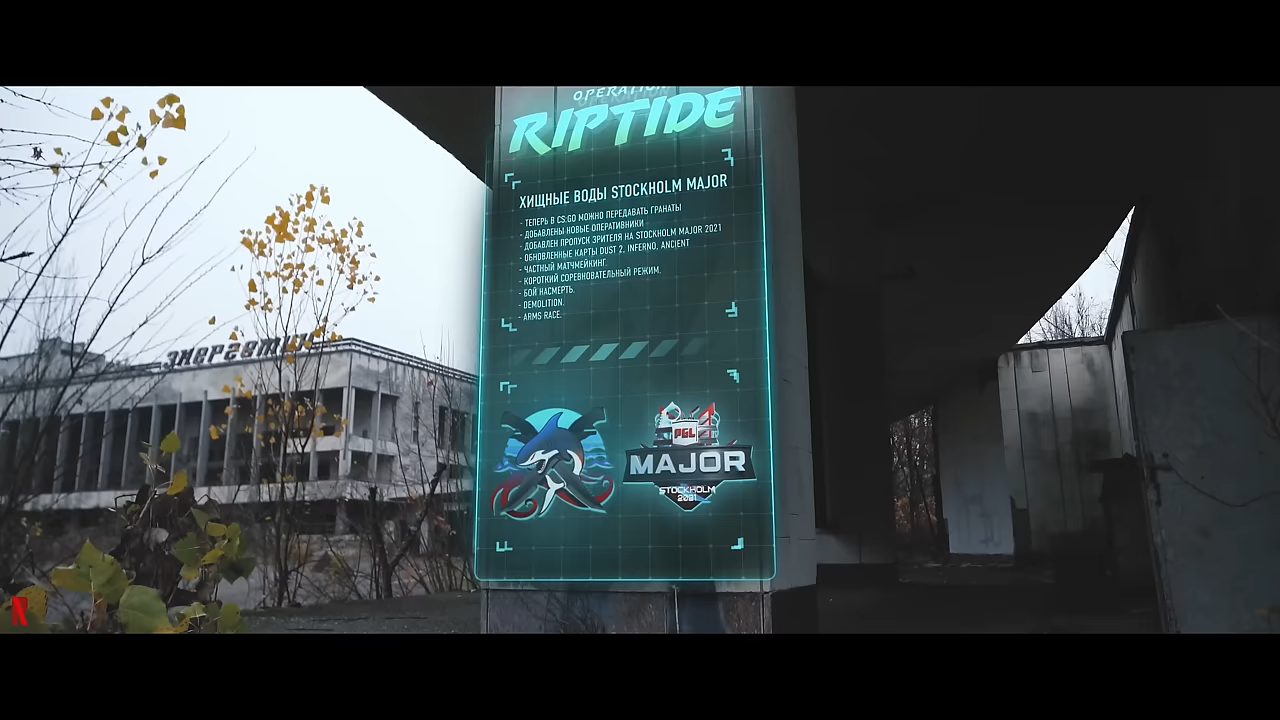 OPERATION
RIPTIDE
ХИЩНЫЕ ВОДЫ STOCKHOLM MAJOR
- ТЕПЕРЬ В CS:GO МОЖНО ПЕРЕДАВАТЬ ГРАНАТЫ
- ДОБАВЛЕНЫ НОВЫЕ ОПЕРАТИВНИКИ
- ДОБАВЛЕН ПРОПУСК ЗРИТЕЛЯ НА STOCKHOLM MAJOR 2021
- ОБНОВЛЕННЫЕ КАРТЫ DUST 2, INFERNO, ANCIENT
- ЧАСТНЫЙ МАТЧМЕЙКИНГ.
- КОРОТКИЙ СОРЕВНОВАТЕЛЬНЫЙ РЕЖИМ.
- БОЙ НАСМЕРТЬ.
- DEMOLITION.
- ARMS RACE.
ЭНЕРГЕТИК
PGL
MAJOR
STOCKHOLM
2021
N